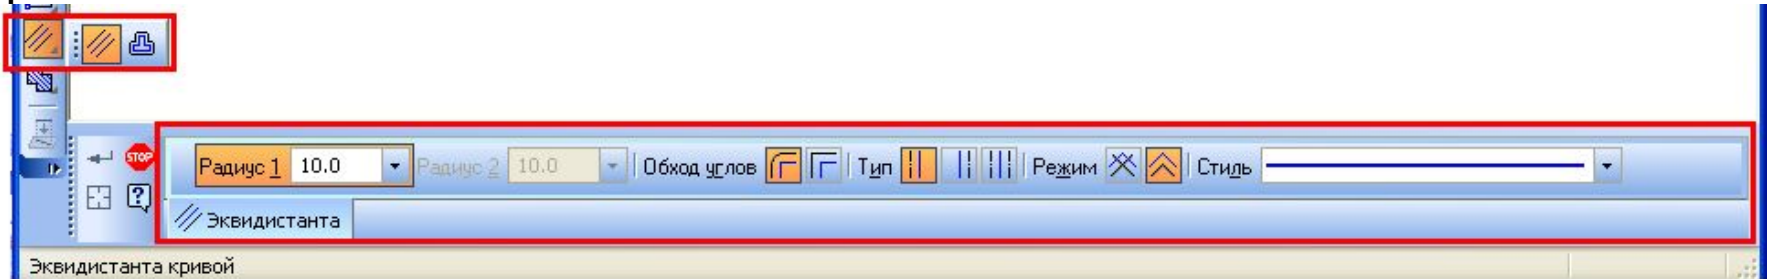 STOP
Радиус 1 10.0 Радиус 2 10.0 Обход углов Тип Режим Стиль
?
Эквидистанта
Эквидистанта кривой